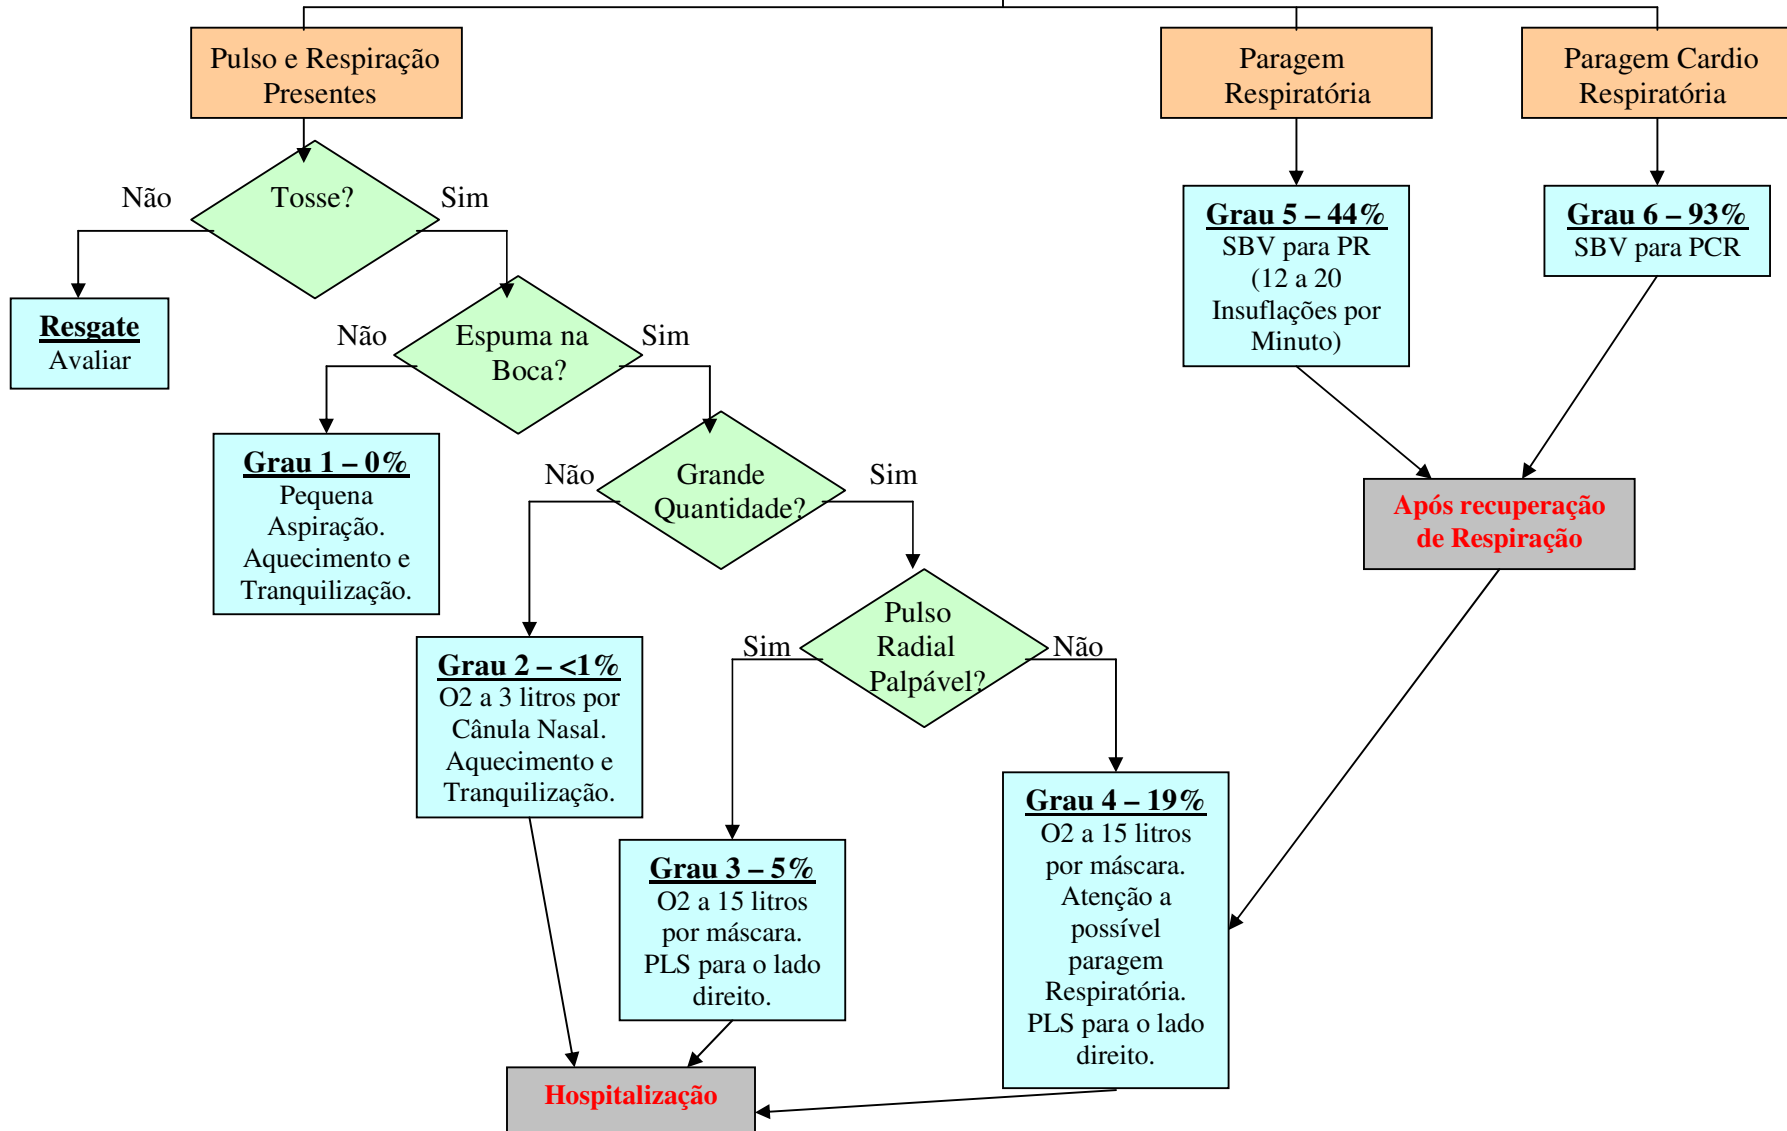 Pulso e Respiração
Presentes
Paragem
Respiratória
Paragem Cardio
Respiratória
Não
Tosse?
Sim
Resgate
Avaliar
Não
Espuma na
Boca?
Sim
Grau 1 – 0%
Pequena
Aspiração.
Aquecimento e
Tranquilização.
Não
Grande
Quantidade?
Sim
Grau 2 – <1%
O2 a 3 litros por
Cânula Nasal.
Aquecimento e
Tranquilização.
Sim
Pulso
Radial
Palpável?
Não
Grau 3 – 5%
O2 a 15 litros
por máscara.
PLS para o lado
direito.
Grau 4 – 19%
O2 a 15 litros
por máscara.
Atenção a
possível
paragem
Respiratória.
PLS para o lado
direito.
Grau 5 – 44%
SBV para PR
(12 a 20
Insuflações por
Minuto)
Grau 6 – 93%
SBV para PCR
Após recuperação
de Respiração
Hospitalização